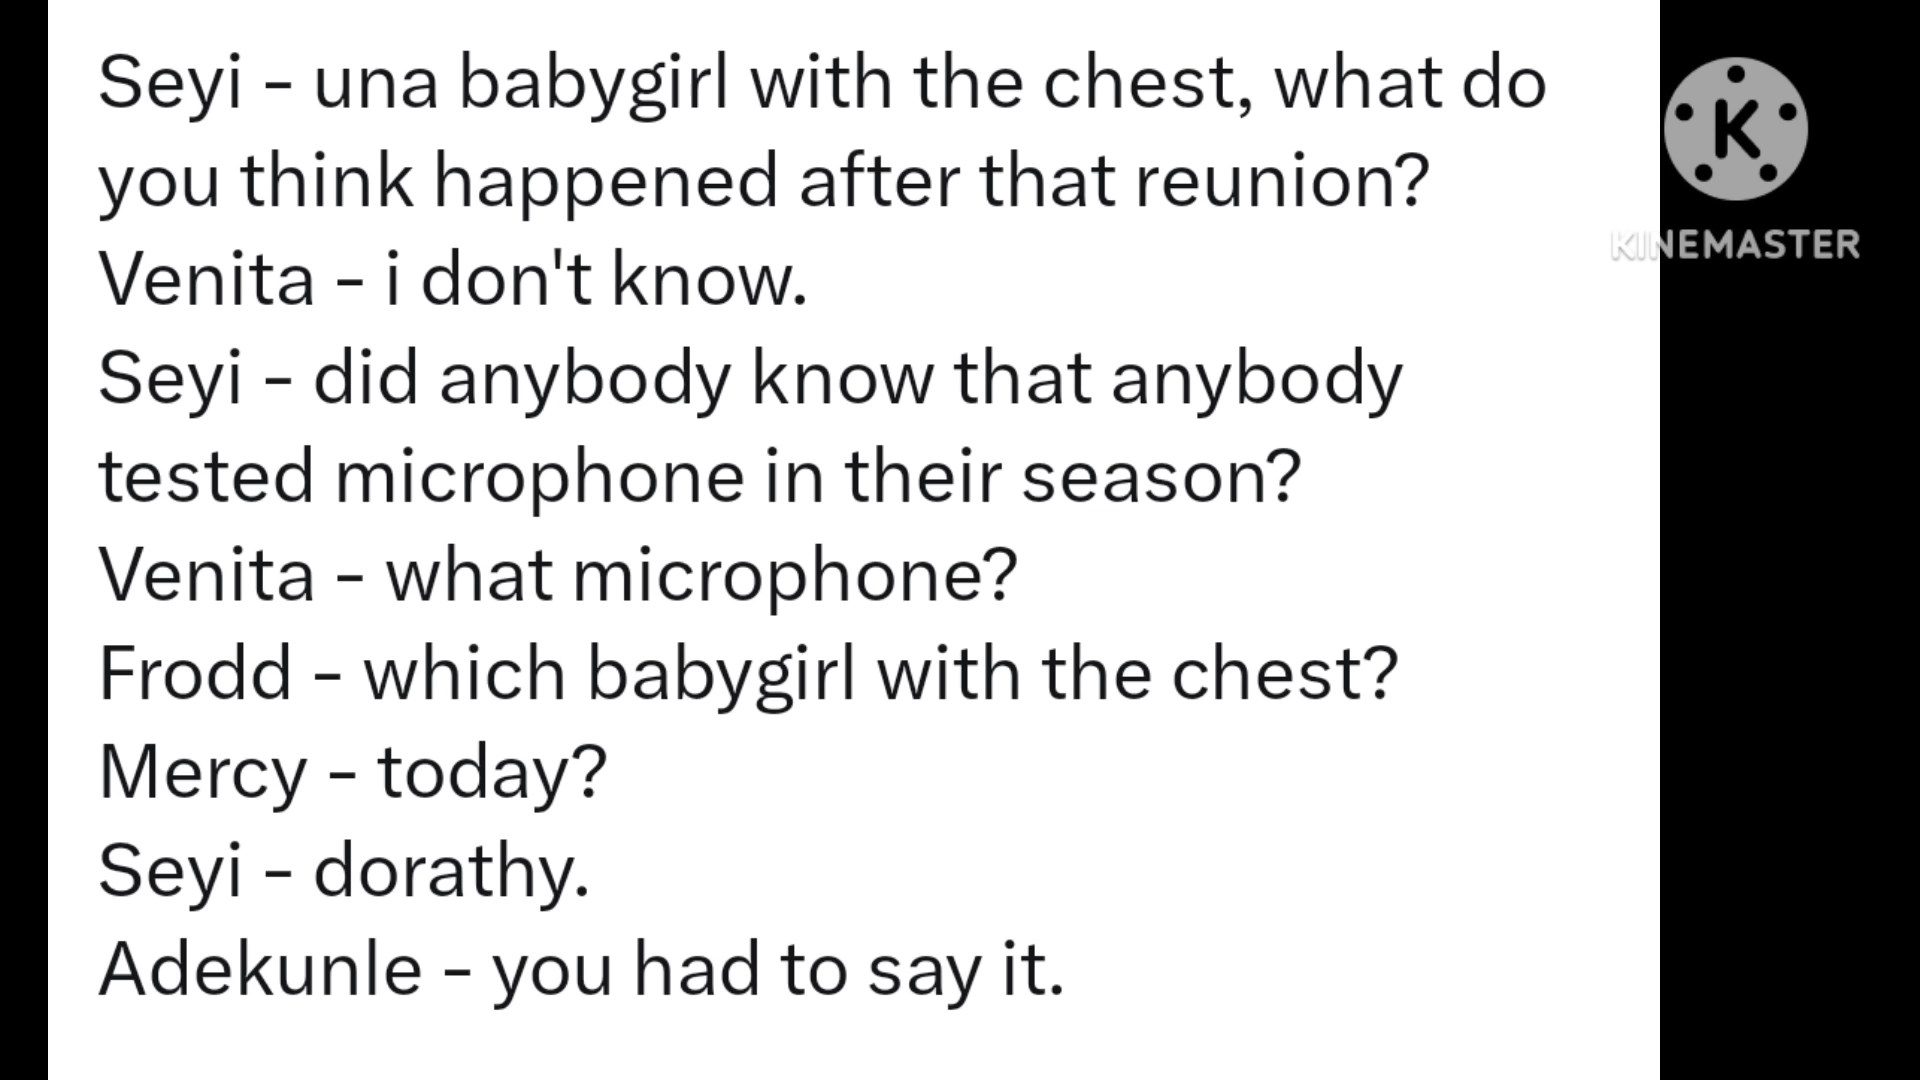 Seyi - una babygirl with the chest, what do
you think happened after that reunion?
Venita - i don't know.
Seyi - did anybody know that anybody
tested microphone in their season?
Venita - what microphone?
Frodd - which babygirl with the chest?
Mercy - today?
Seyi - dorathy.
Adekunle - you had to say it.
K
KINEMASTER